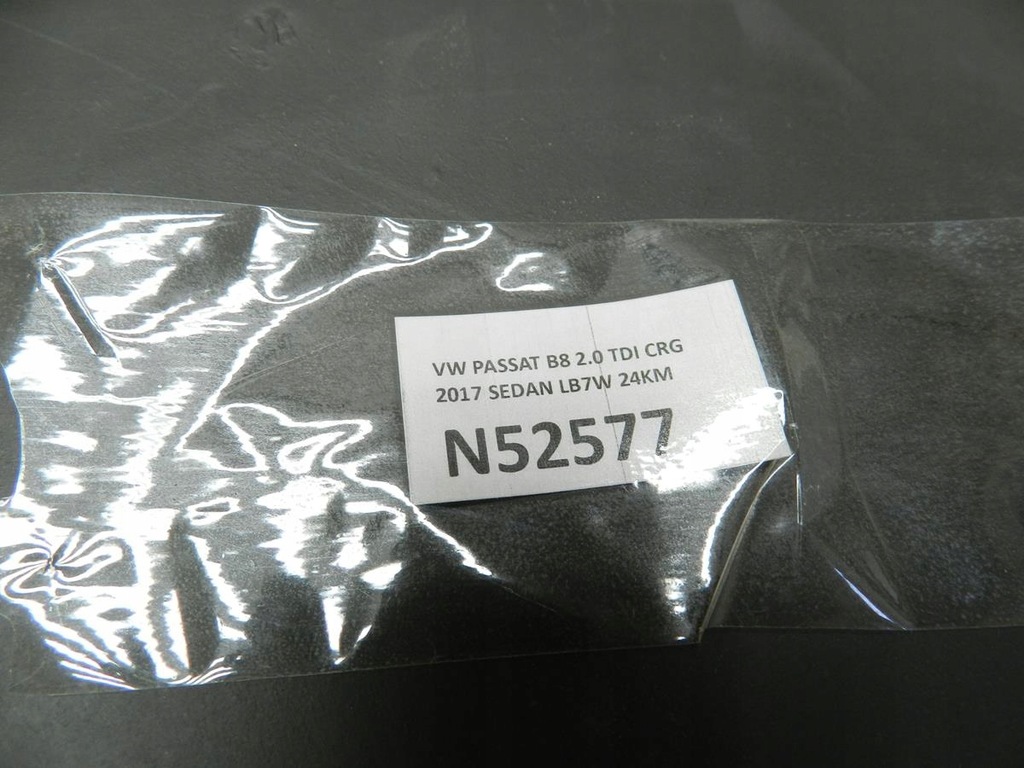 VW PASSAT B8 2.0 TDI CRG
2017 SEDAN LB7W 24KM
N52577